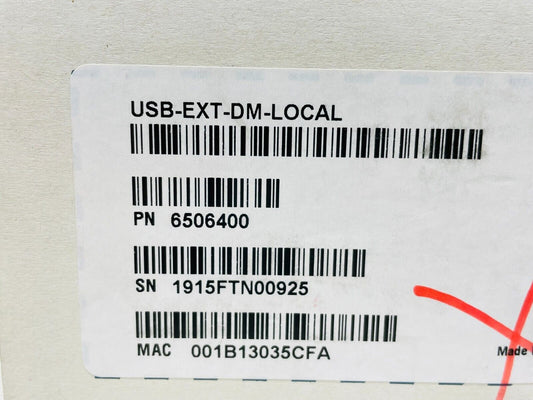 USB-EXT-DM-LOCAL
PN 6506400
SN 1915FTN00925
MAC 001B13035CFA
Made